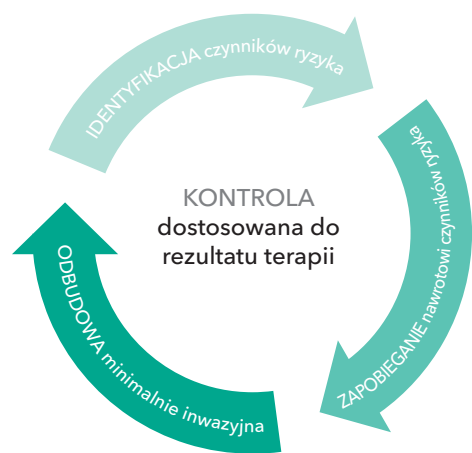 IDENTYFIKACJA czynników ryzyka
ZAPOBIEGANIE nawrotowi czynników ryzyka
ODBUDOWA minimalnie inwazyjna
KONTROLA
dostosowana do
rezultatu terapii